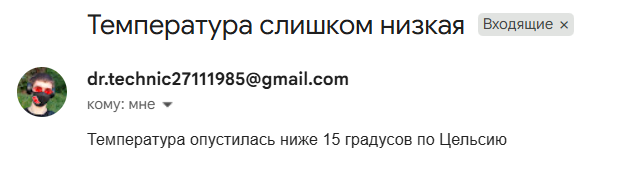 Температура слишком низкая Входящие ×
dr.technic27111985@gmail.com
кому: мне
Температура опустилась ниже 15 градусов по Цельсию